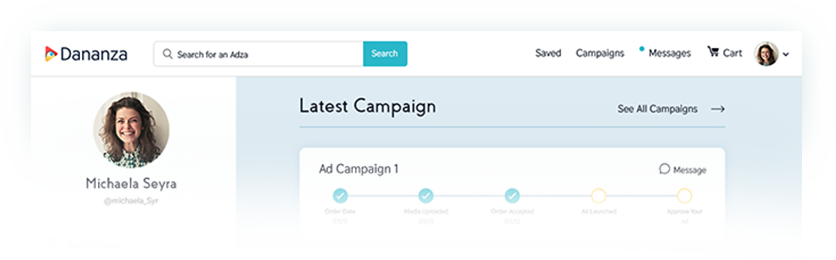 Dananza
Search for an Adza
Search
Saved
Campaigns
Messages
Cart
Michaela Seyra
@michaela_Syr
Latest Campaign
See All Campaigns
Ad Campaign 1
Message
Order Date
Media Uploaded
Order Accepted
Ad Launched
Approve Your
Ad